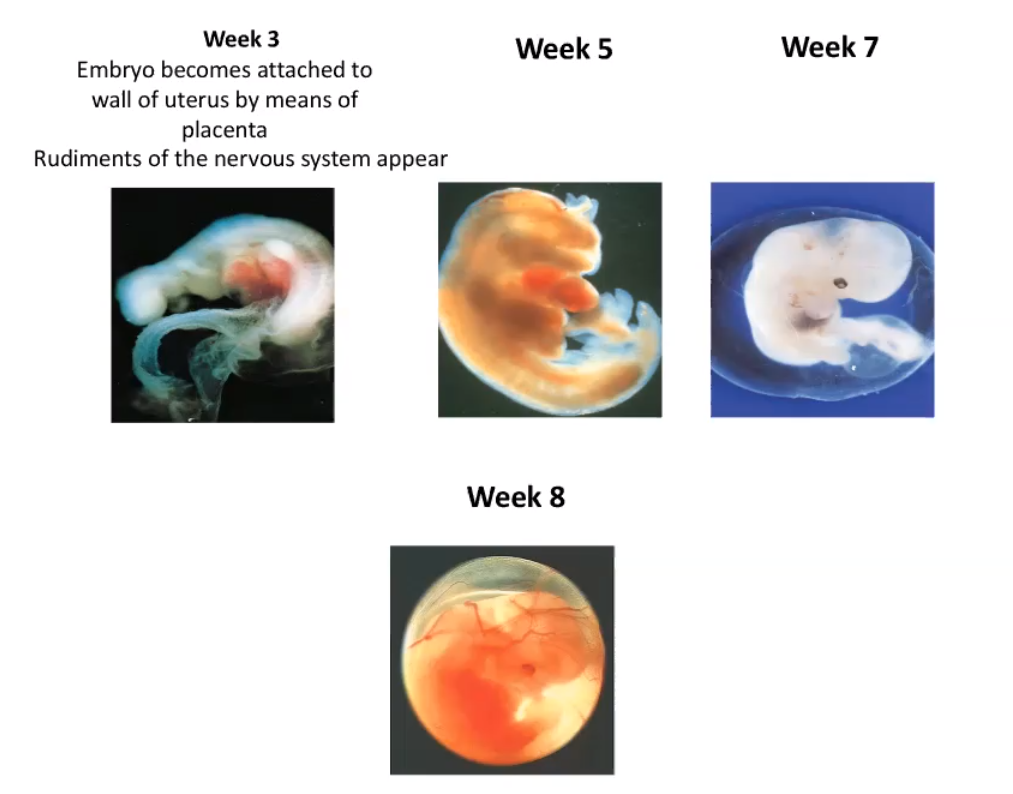 Week 3
Embryo becomes attached to
wall of uterus by means of
placenta
Rudiments of the nervous system appear
Week 5
Week 7
Week 8